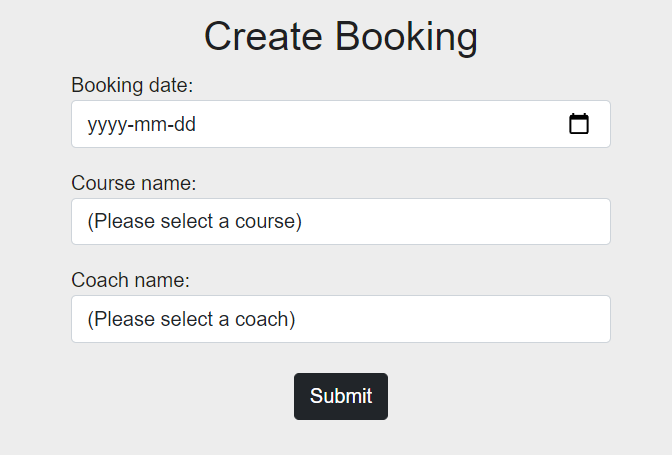 Create Booking
Booking date:
yyyy-mm-dd
Course name:
(Please select a course)
Coach name:
(Please select a coach)
Submit